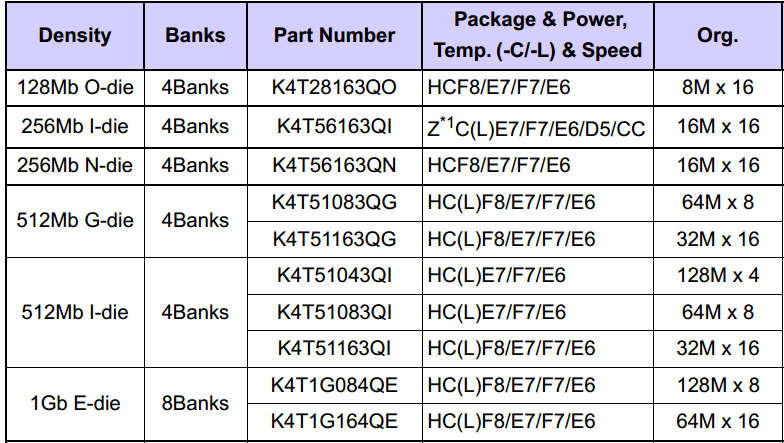 Density Banks Part Number Package & Power, Temp. (-C/-L) & Speed Org.
128Mb O-die 4Banks K4T28163QO HCF8/E7/F7/E6 8M x 16
256Mb I-die 4Banks K4T56163QI Z*1C(L)E7/F7/E6/D5/CC 16M x 16
256Mb N-die 4Banks K4T56163QN HCF8/E7/F7/E6 16M x 16
512Mb G-die 4Banks K4T51083QG HC(L)F8/E7/F7/E6 64M x 8
K4T51163QG HC(L)F8/E7/F7/E6 32M x 16
512Mb I-die 4Banks K4T51043QI HC(L)E7/F7/E6 128M x 4
K4T51083QI HC(L)F8/E7/F7/E6 64M x 8
K4T51163QI HC(L)F8/E7/F7/E6 32M x 16
1Gb E-die 8Banks K4T1G084QE HC(L)F8/E7/F7/E6 128M x 8
K4T1G164QE HC(L)F8/E7/F7/E6 64M x 16